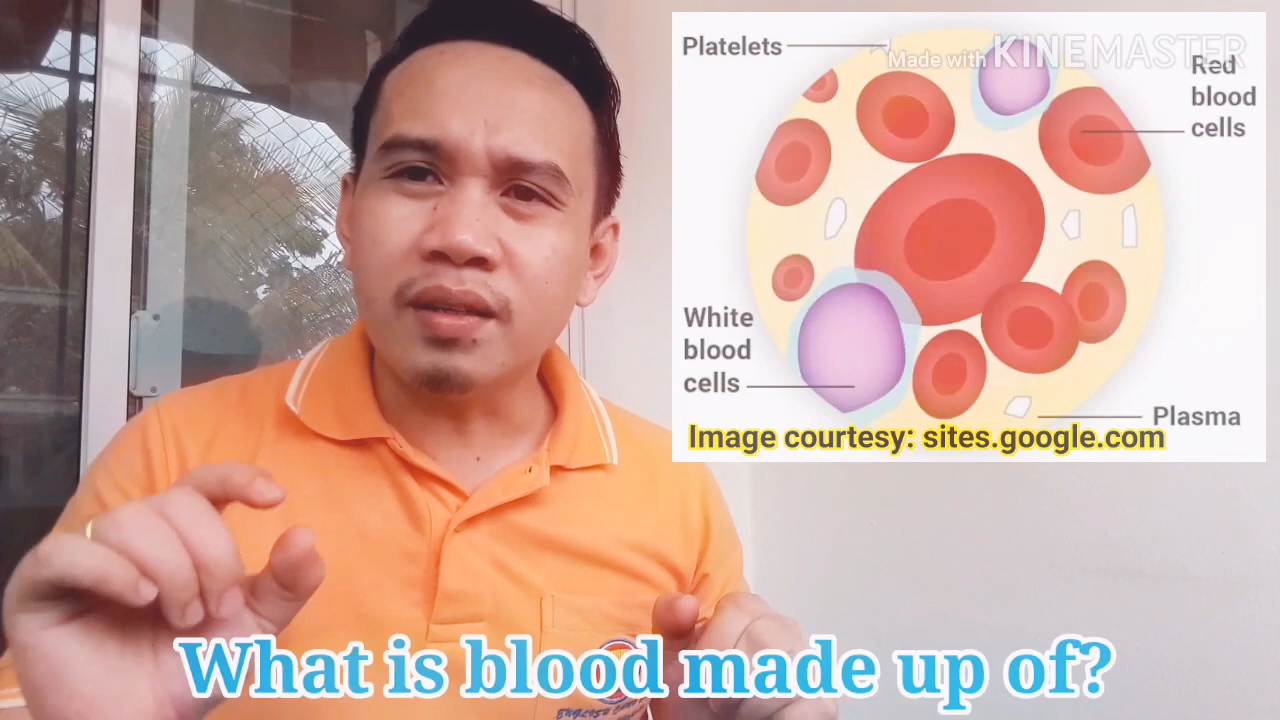 Platelets
Made with KINEMASTER
Red
blood
cells
White
blood
cells
Plasma
Image courtesy: sites.google.com
What is blood made up of?